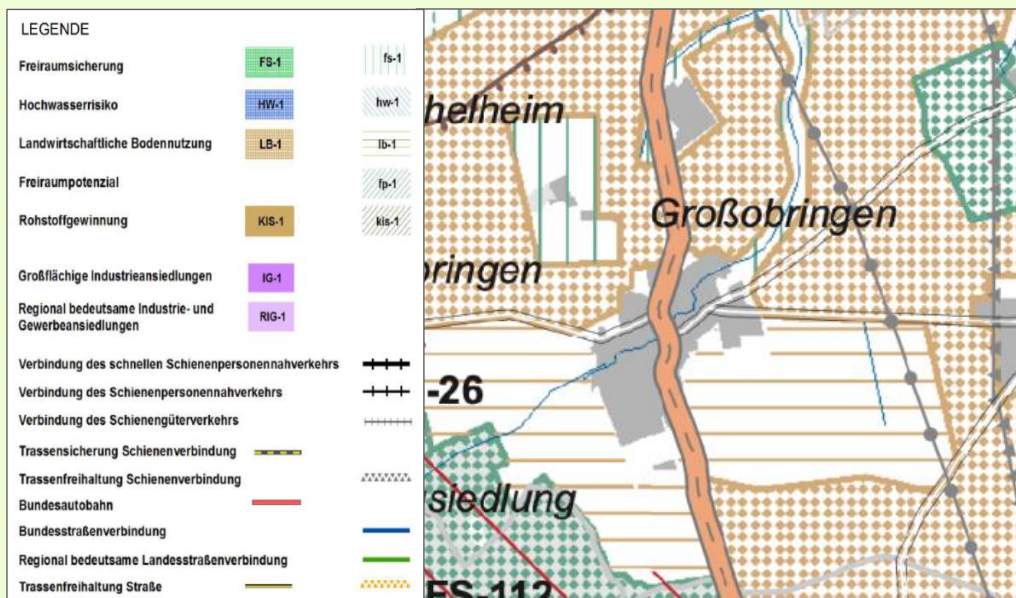 LEGENDE
Freiraumsicherung FS-1 fs-1
Hochwasserrisiko HW-1 hw-1
Landwirtschaftliche Bodennutzung LB-1 lb-1
Freiraumpotenzial fp-1
Rohstoffgewinnung KIS-1 kis-1
Großflächige Industrieansiedlungen IG-1
Regional bedeutsame Industrie- und
Gewerbeansiedlungen RIG-1
Verbindung des schnellen Schienenpersonennahverkehrs
Verbindung des Schienenpersonennahverkehrs
Verbindung des Schienengüterverkehrs
Trassensicherung Schienenverbindung
Trassenfreihaltung Schienenverbindung
Bundesautobahn
Bundesstraßenverbindung
Regional bedeutsame Landesstraßenverbindung
Trassenfreihaltung Straße
helheim
Großobringen
bringen
-26
siedlung
FS-112